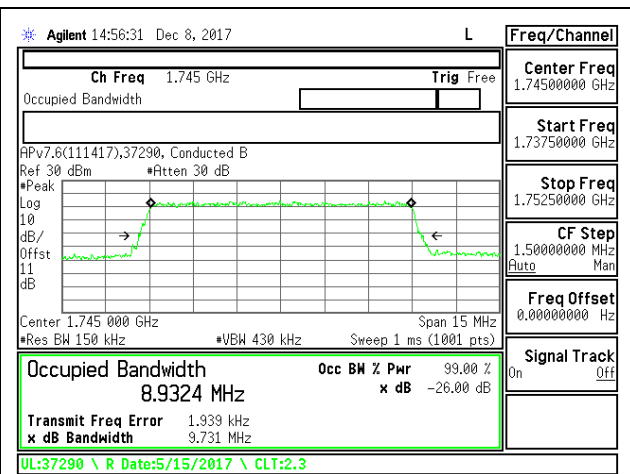 Agilent 14:56:31 Dec 8, 2017 L
Freq/Channel
Ch Freq 1.745 GHz Trig Free
Occupied Bandwidth
Center Freq
1.74500000 GHz
Start Freq
1.73750000 GHz
Stop Freq
1.75250000 GHz
CF Step
1.50000000 MHz
Auto Man
Freq Offset
0.00000000 Hz
Signal Track
On Off
APv7.6(111417),37290, Conducted B
Ref 30 dBm #Atten 30 dB
#Peak
Log
10
dB/
Offst
11
dB
Center 1.745 000 GHz Span 15 MHz
#Res BW 150 kHz #VBW 430 kHz Sweep 1 ms (1001 pts)
Occupied Bandwidth Occ BW % Pwr 99.00 %
8.9324 MHz x dB -26.00 dB
Transmit Freq Error 1.939 kHz
x dB Bandwidth 9.731 MHz
UL:37290 \ R Date:5/15/2017 \ CLT:2.3